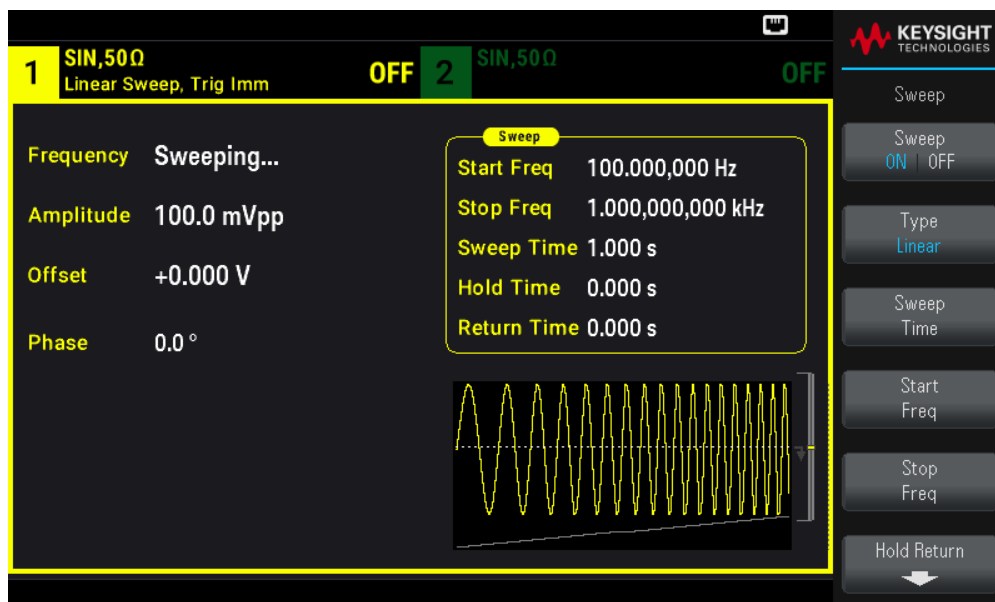 KEYSIGHT
TECHNOLOGIES
1
SIN,50Ω
Linear Sweep, Trig Imm
OFF
2
SIN,50Ω
OFF
Frequency Sweeping...
Amplitude 100.0 mVpp
Offset +0.000 V
Phase 0.0 °
Sweep
Start Freq 100.000,000 Hz
Stop Freq 1.000,000,000 kHz
Sweep Time 1.000 s
Hold Time 0.000 s
Return Time 0.000 s
Sweep
Sweep
ON | OFF
Type
Linear
Sweep
Time
Start
Freq
Stop
Freq
Hold Return